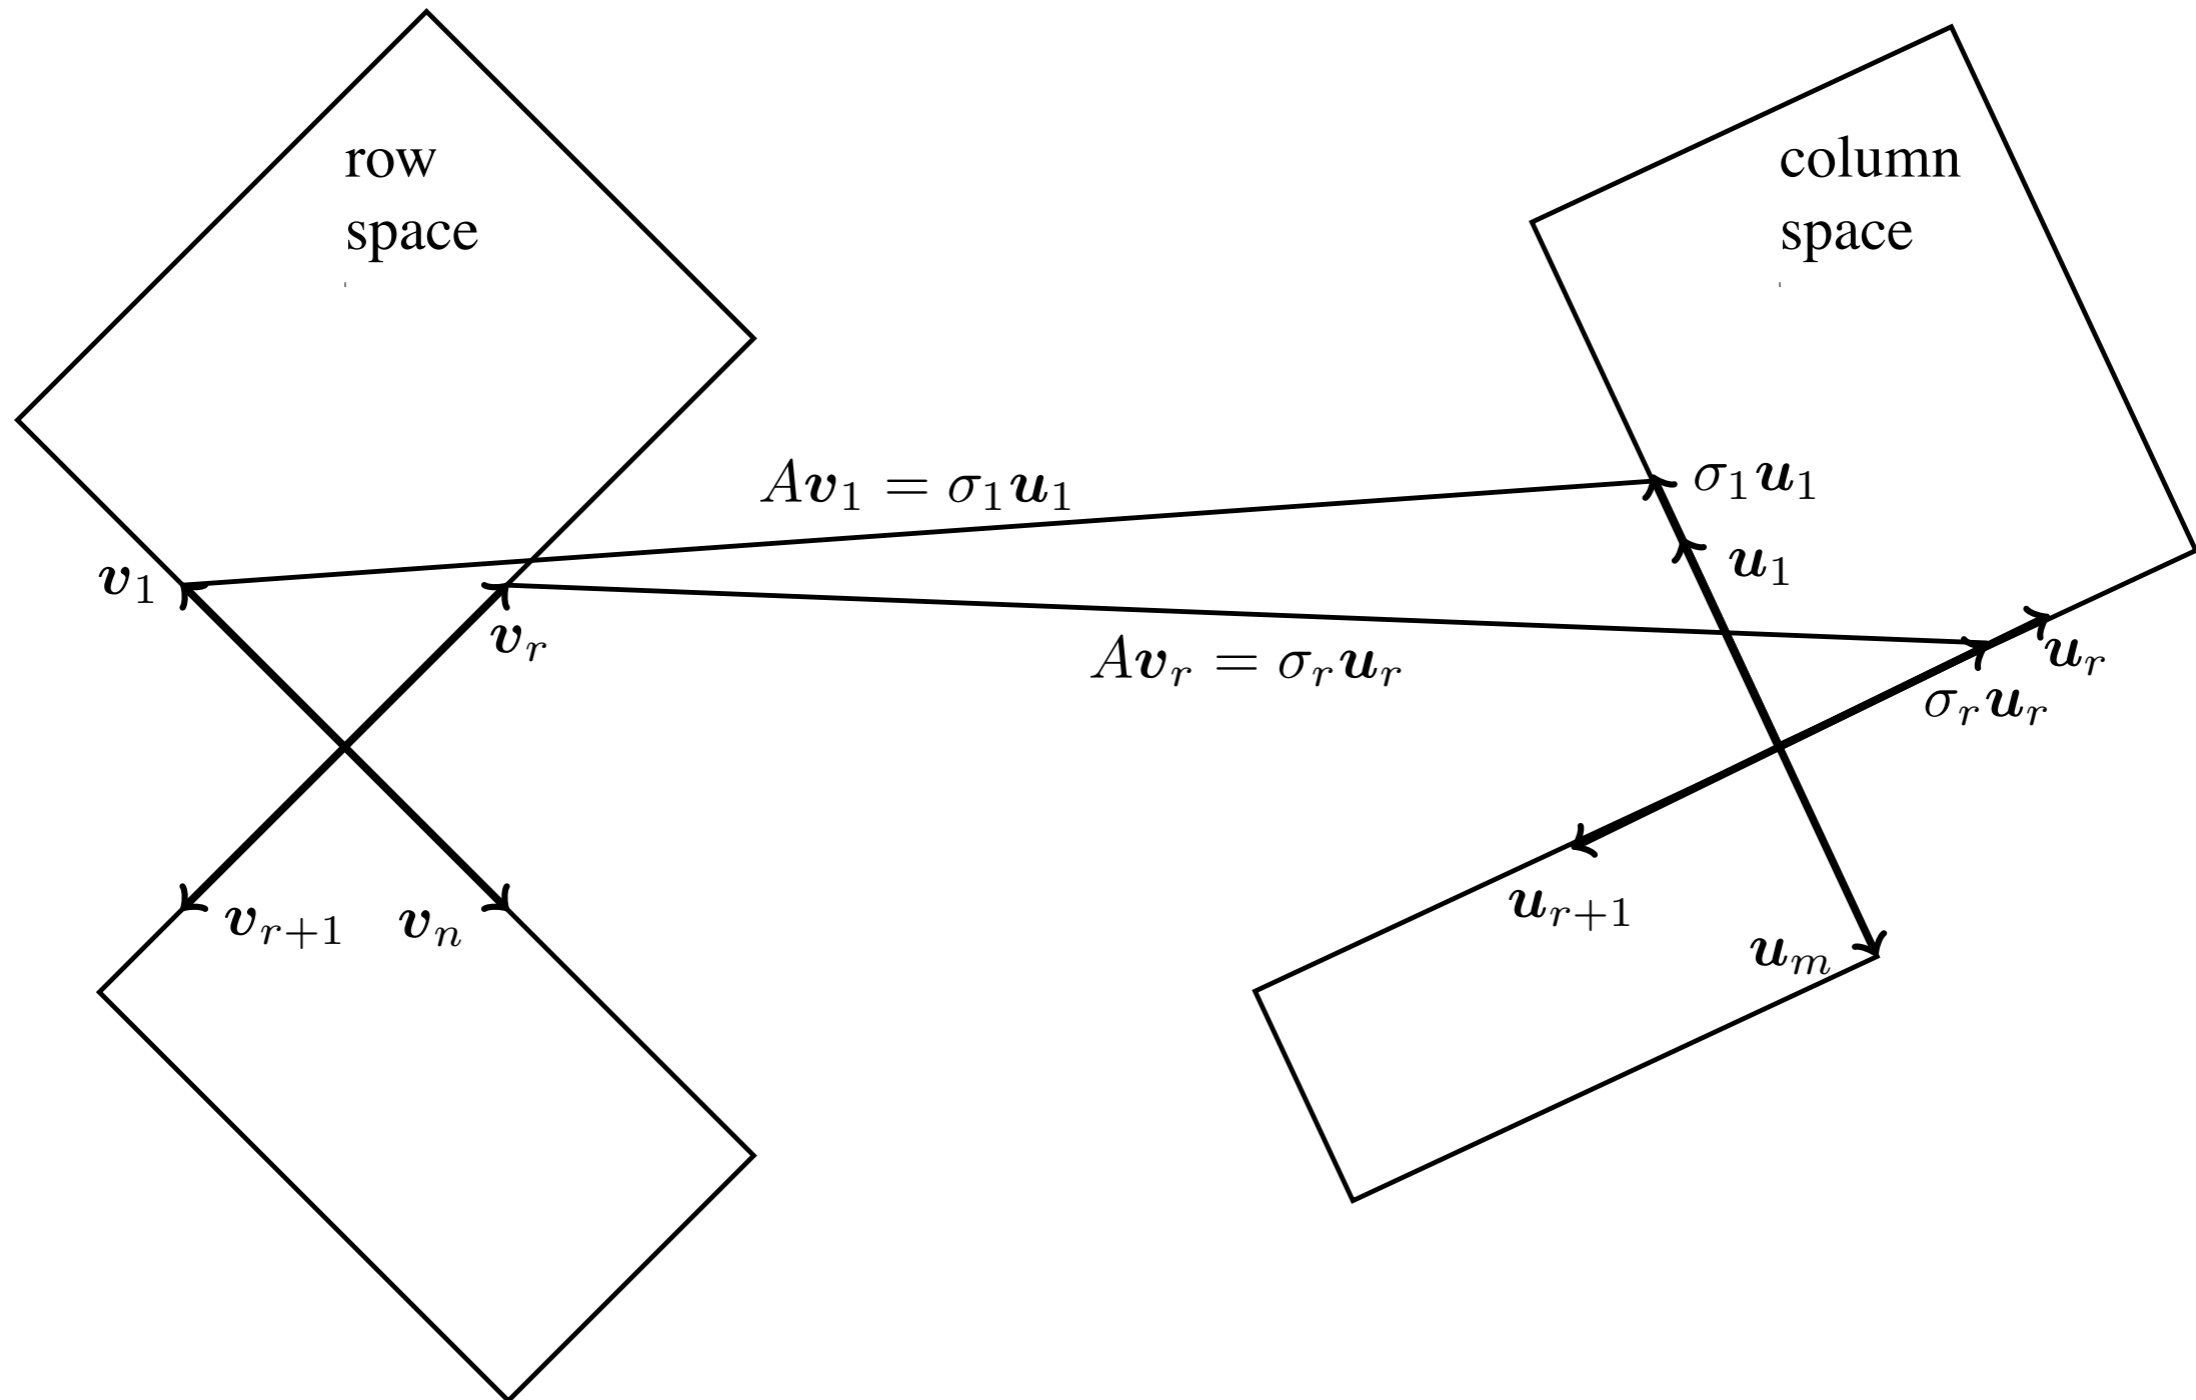 row
space
column
space
A𝒗₁ = σ₁𝒖₁
σ₁𝒖₁
𝒗₁
𝒖₁
𝒗ᵣ
A𝒗ᵣ = σᵣ𝒖ᵣ
𝒖ᵣ
σᵣ𝒖ᵣ
𝒗ᵣ₊₁
𝒗ₙ
𝒖ᵣ₊₁
𝒖ₘ